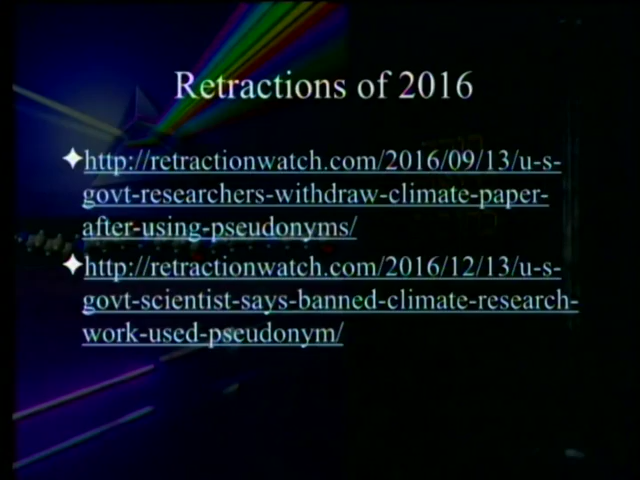 Retractions of 2016
http://retractionwatch.com/2016/09/13/u-s-
govt-researchers-withdraw-climate-paper-
after-using-pseudonyms/
http://retractionwatch.com/2016/12/13/u-s-
govt-scientist-says-banned-climate-research-
work-used-pseudonym/